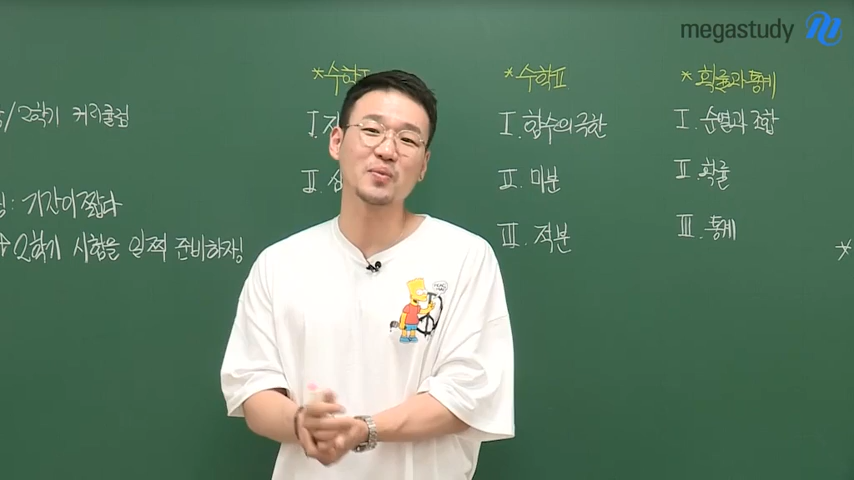 megastudy
/2학기 커리큘럼
: 기간이 짧다
2학기 시험을 일찍 준비하자!
*수학Ⅰ
Ⅰ.
Ⅱ.
*수학Ⅱ
Ⅰ. 함수의 극한
Ⅱ. 미분
Ⅲ. 적분
*확률과 통계
Ⅰ. 순열과 조합
Ⅱ. 확률
Ⅲ. 통계
*